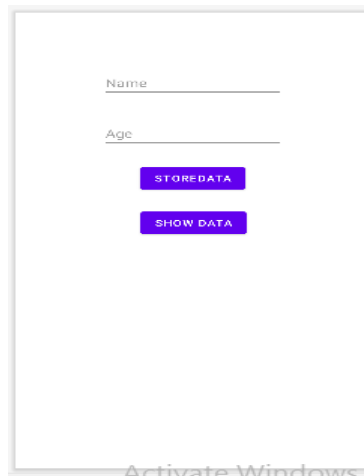 Name
Age
STOREDATA
SHOW DATA
Activate Windows